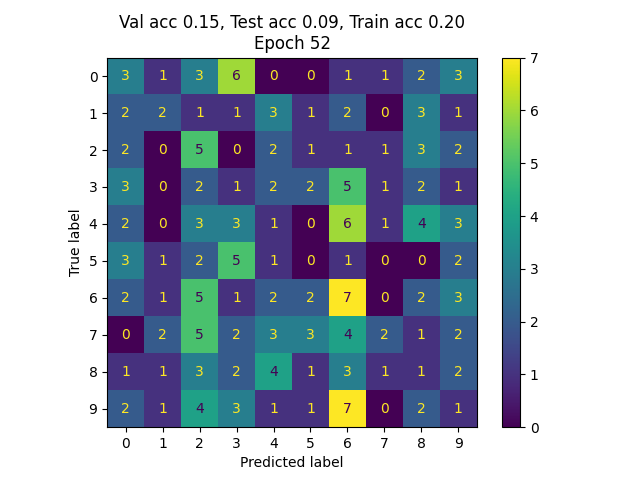 Val acc 0.15, Test acc 0.09, Train acc 0.20
Epoch 52
0 3 1 3 6 0 0 1 1 2 3
1 2 2 1 1 3 1 2 0 3 1
2 2 0 5 0 2 1 1 1 3 2
3 3 0 2 1 2 2 5 1 2 1
4 2 0 3 3 1 0 6 1 4 3
5 3 1 2 5 1 0 1 0 0 2
6 2 1 5 1 2 2 7 0 2 3
7 0 2 5 2 3 3 4 2 1 2
8 1 1 3 2 4 1 3 1 1 2
9 2 1 4 3 1 1 7 0 2 1
0 1 2 3 4 5 6 7 8 9
Predicted label
True label
7
6
5
4
3
2
1
0